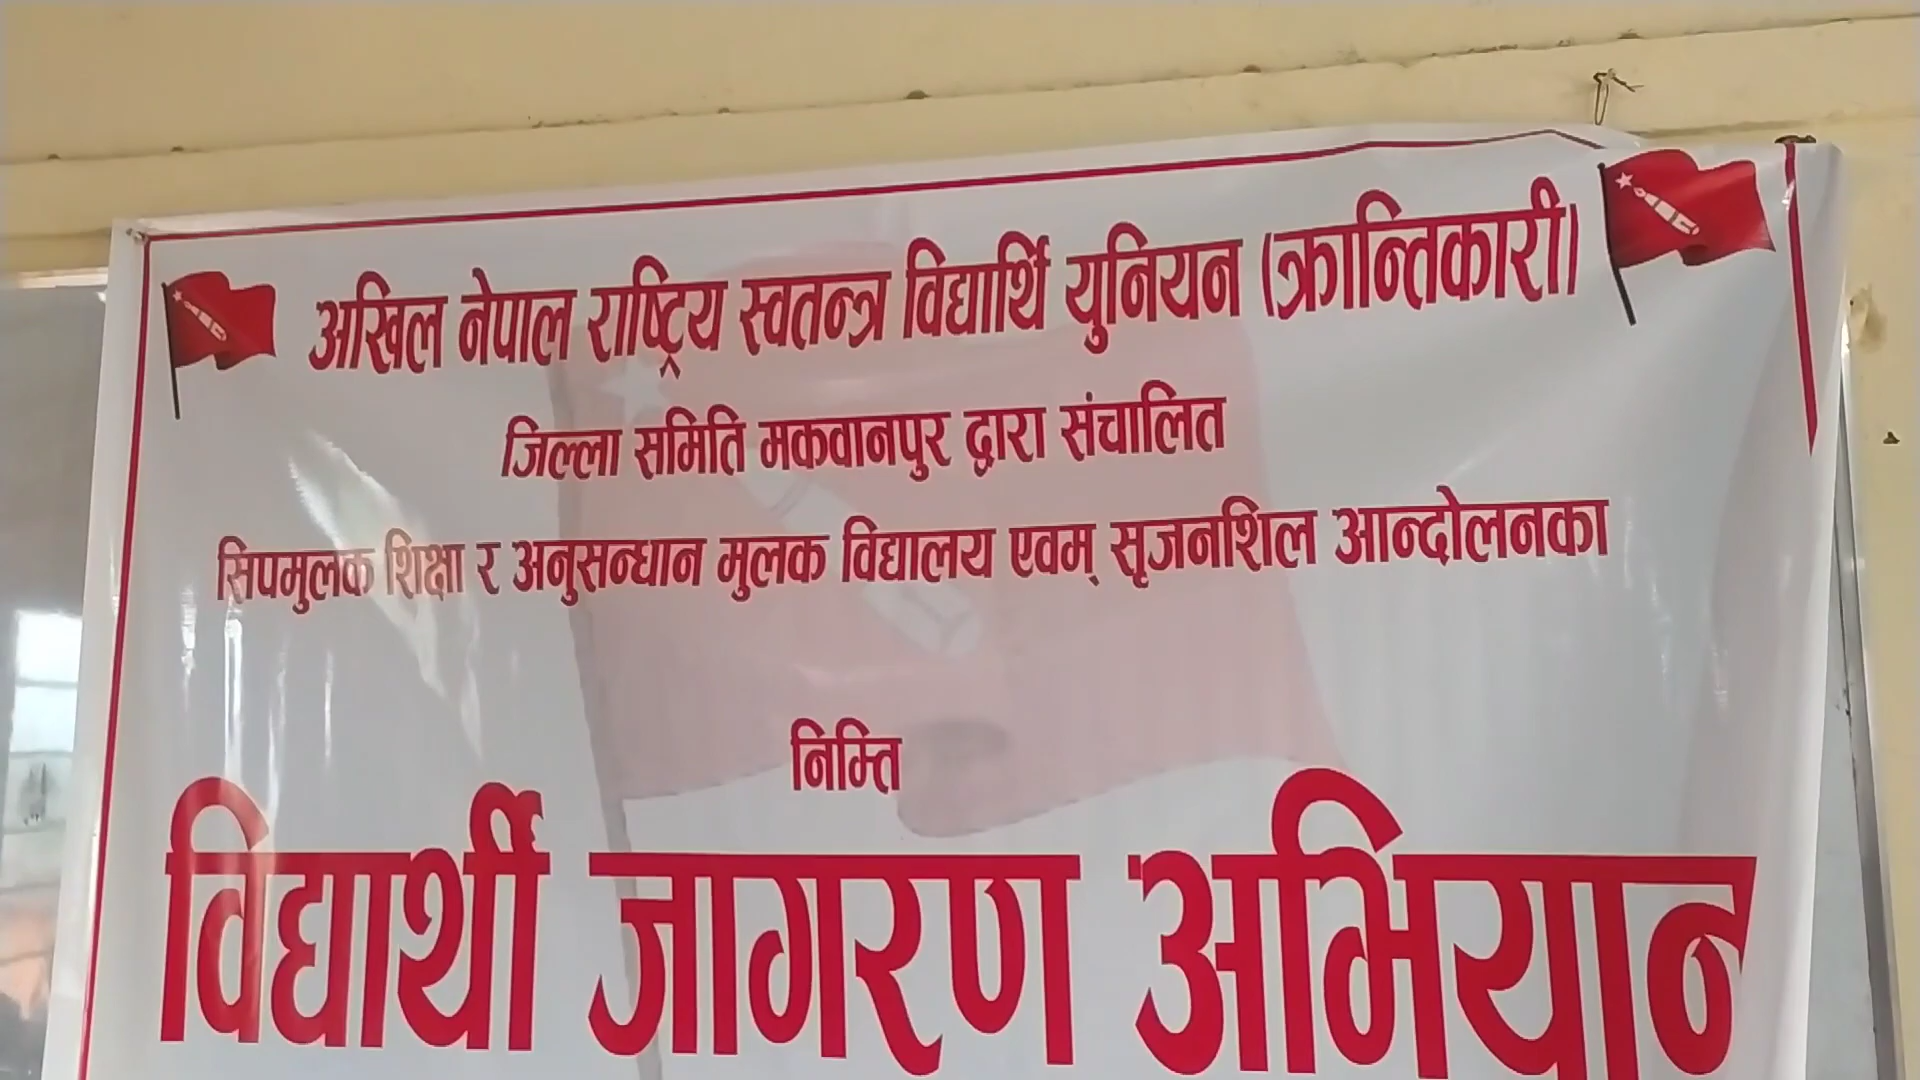 अखिल नेपाल राष्ट्रिय स्वतन्त्र विद्यार्थि युनियन (क्रान्तिकारी।
जिल्ला समिति मकवानपुर द्वारा संचालित
सिपमुलक शिक्षा र अनुसन्धान मुलक विद्यालय एवम् सृजनशिल आन्दोलनका
निम्ति
विद्यार्थी जागरण अभियान